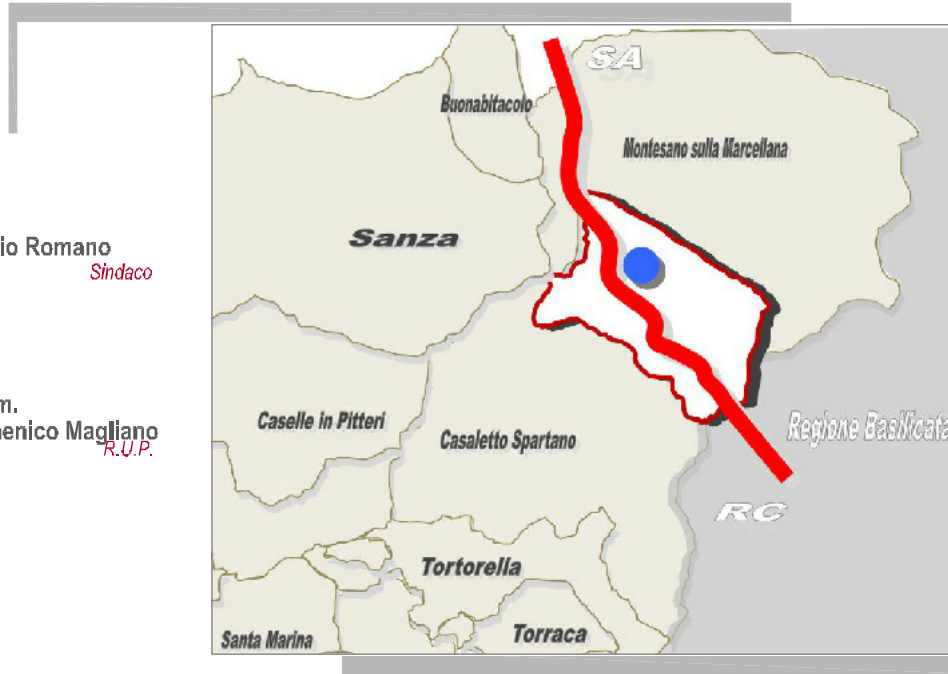 io Romano
Sindaco
m.
enico Magliano
R.U.P.
SA
Buonabitacolo
Montesano sulla Marcellana
Sanza
Caselle in Pitteri
Casaletto Spartano
Regione Basilicata
RC
Tortorella
Torraca
Santa Marina